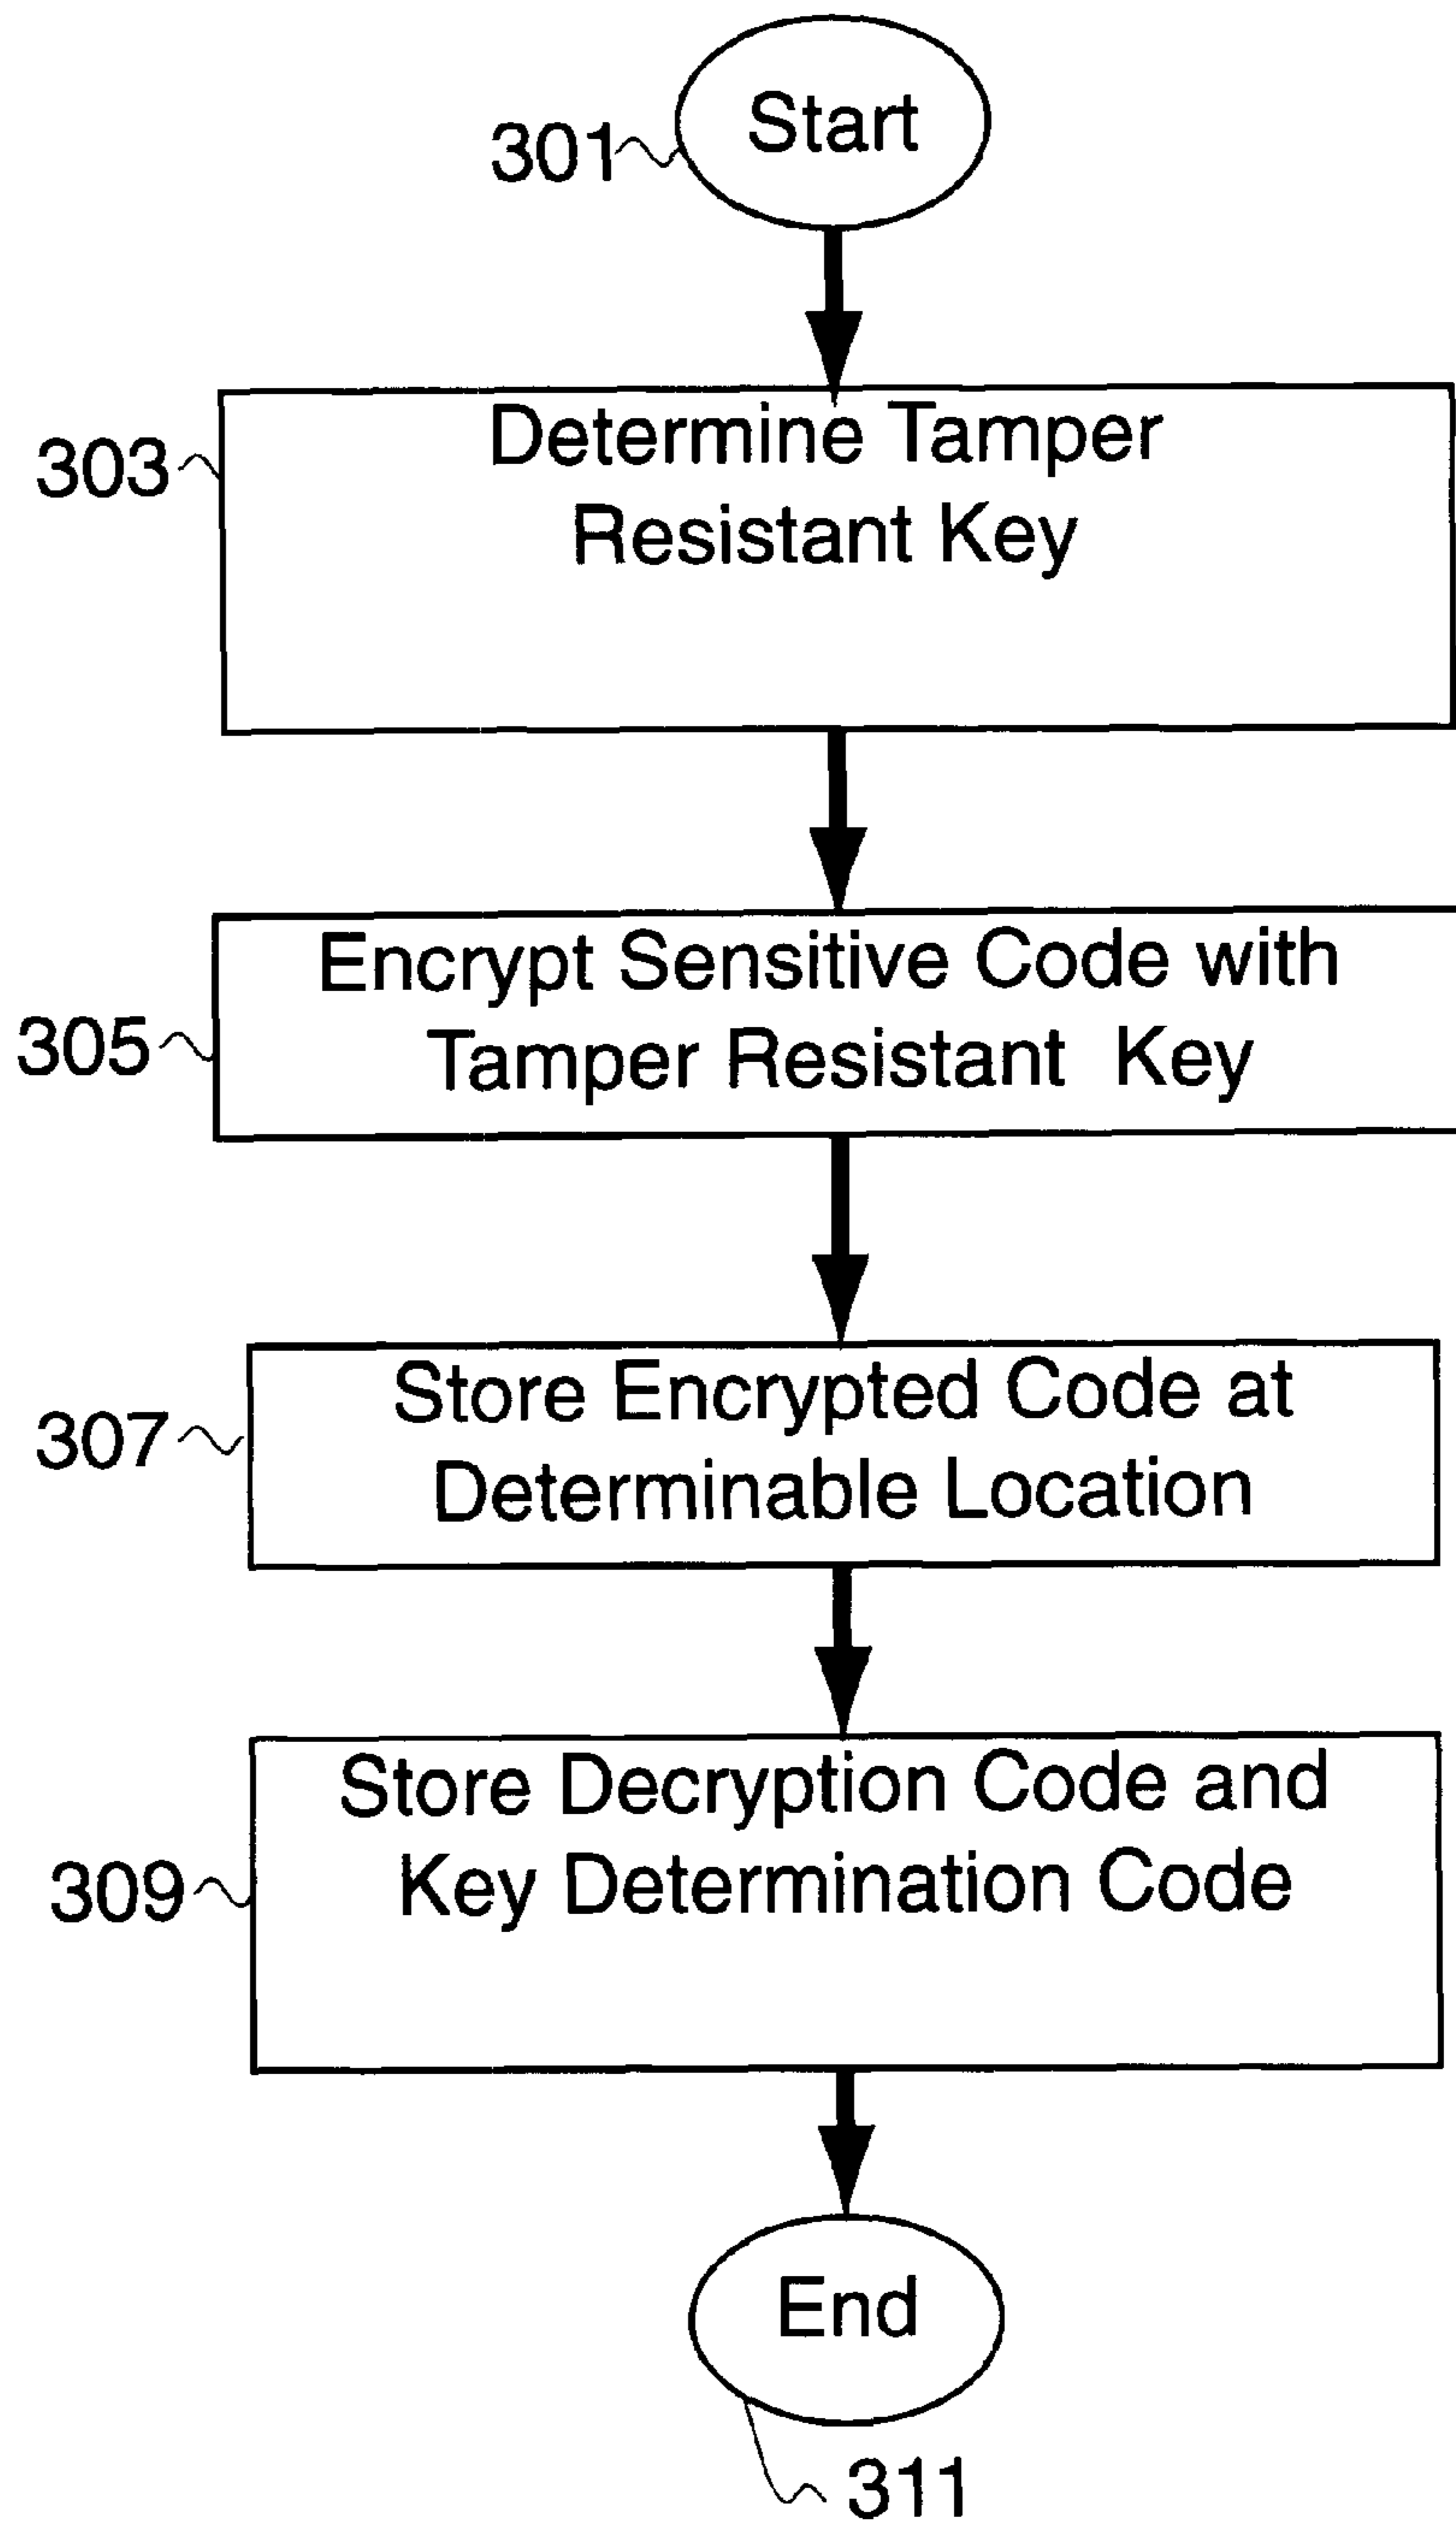 301
Start
303
Determine Tamper
Resistant Key
305
Encrypt Sensitive Code with
Tamper Resistant Key
307
Store Encrypted Code at
Determinable Location
309
Store Decryption Code and
Key Determination Code
End
311